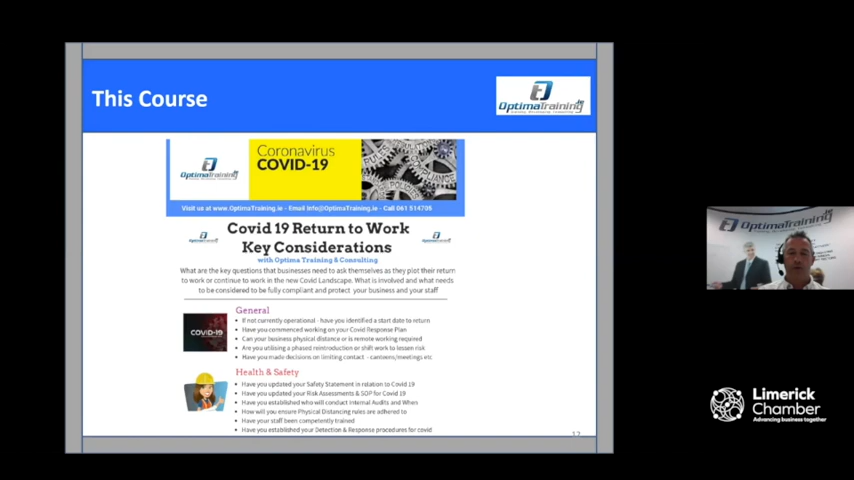 This Course
OptimaTraining.ie
Coronavirus
COVID-19
RULES
COMPLIANCE
POLICIES
OptimaTraining.ie
Visit us at www.OptimaTraining.ie - Email Info@OptimaTraining.ie - Call 061 514705
Covid 19 Return to Work
Key Considerations
with Optima Training & Consulting
What are the key questions that businesses need to ask themselves as they plot their return
to work or continue to work in the new Covid Landscape. What is involved and what needs
to be considered to be fully compliant and protect your business and your staff
General
COVID-19
• If not currently operational - have you identified a start date to return
• Have you commenced working on your Covid Response Plan
• Can your business physical distance or is remote working required
• Are you utilising a phased reintroduction or shift work to lessen risk
• Have you made decisions on limiting contact - canteens/meetings etc
Health & Safety
• Have you updated your Safety Statement in relation to Covid 19
• Have you updated your Risk Assessments & SOP for Covid 19
• Have you established who will conduct Internal Audits and When
• How will you ensure Physical Distancing rules are adhered to
• Have your staff been competently trained
• Have you established your Detection & Response procedures for covid
OptimaTraining
Limerick
Chamber
Advancing business together